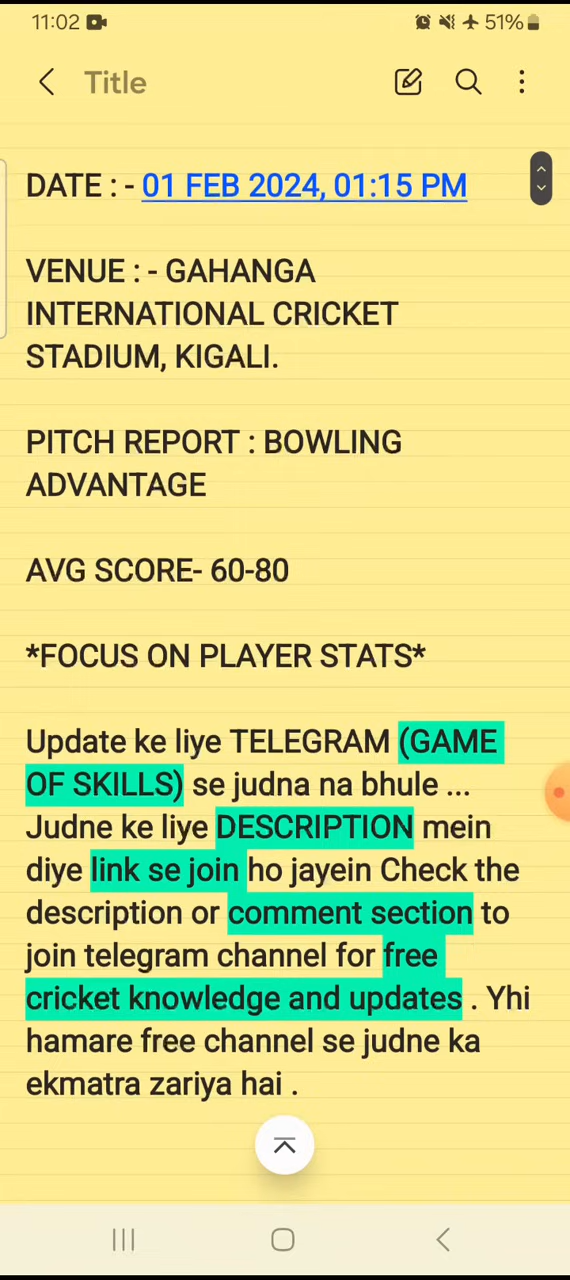 11:02
51%
Title
DATE : - 01 FEB 2024, 01:15 PM
VENUE : - GAHANGA
INTERNATIONAL CRICKET
STADIUM, KIGALI.
PITCH REPORT : BOWLING
ADVANTAGE
AVG SCORE- 60-80
*FOCUS ON PLAYER STATS*
Update ke liye TELEGRAM (GAME
OF SKILLS) se judna na bhule ...
Judne ke liye DESCRIPTION mein
diye link se join ho jayein Check the
description or comment section to
join telegram channel for free
cricket knowledge and updates . Yhi
hamare free channel se judne ka
ekmatra zariya hai .